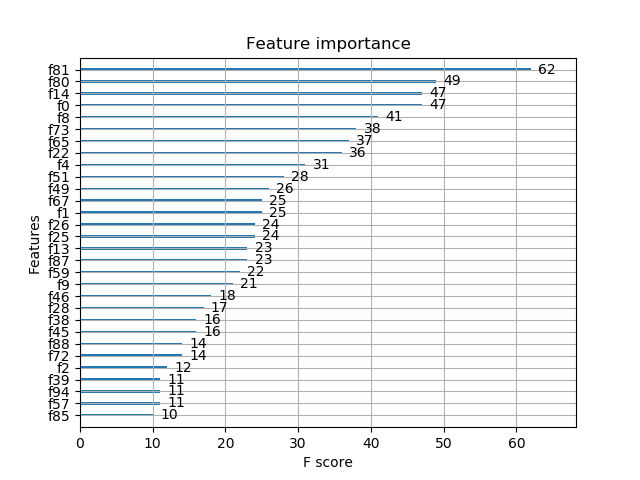 Feature importance
f81 62
f80 49
f14 47
f0 47
f8 41
f73 38
f65 37
f22 36
f4 31
f51 28
f49 26
f67 25
f1 25
f26 24
f25 24
f13 23
f87 23
f59 22
f9 21
f46 18
f28 17
f38 16
f45 16
f88 14
f72 14
f2 12
f39 11
f94 11
f57 11
f85 10
0 10 20 30 40 50 60
F score
Features